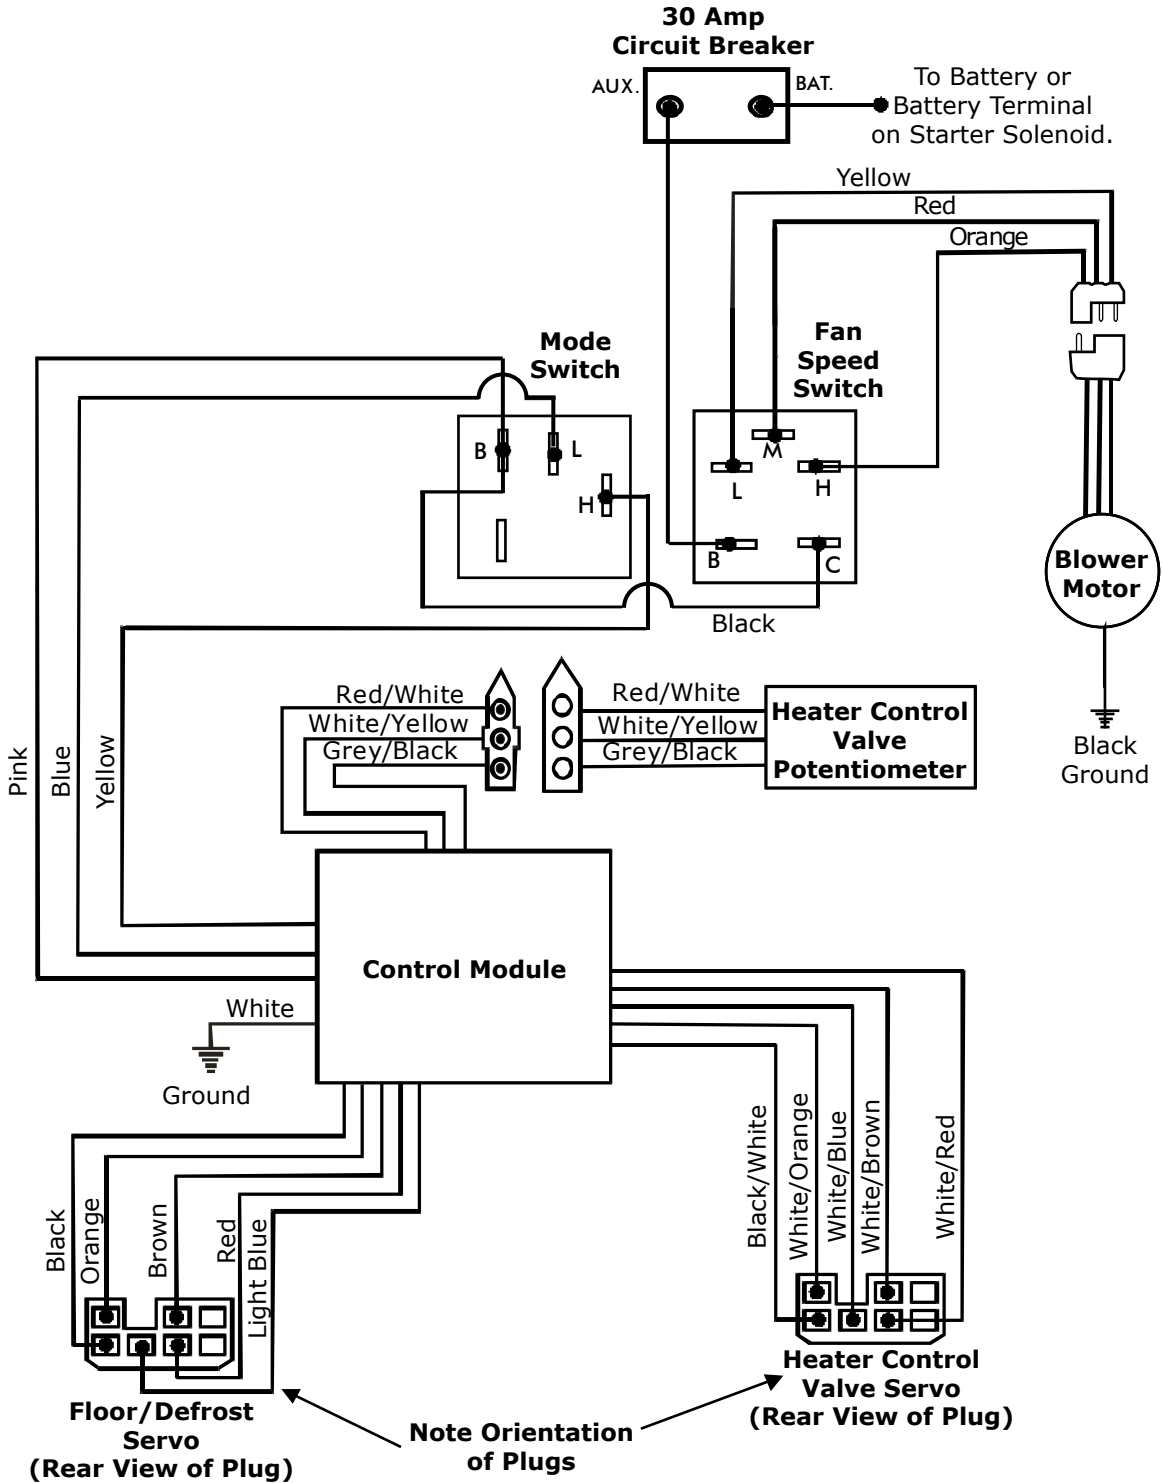 30 Amp
Circuit Breaker
AUX.
BAT.
To Battery or
Battery Terminal
on Starter Solenoid.
Yellow
Red
Orange
Mode
Switch
Fan
Speed
Switch
B
L
H
M
L
H
B
C
Blower
Motor
Black
Black
Ground
Pink
Blue
Yellow
Red/White
White/Yellow
Grey/Black
Red/White
White/Yellow
Grey/Black
Heater Control
Valve
Potentiometer
Control Module
White
Ground
Black
Orange
Brown
Red
Light Blue
Black/White
White/Orange
White/Blue
White/Brown
White/Red
Floor/Defrost
Servo
(Rear View of Plug)
Note Orientation
of Plugs
Heater Control
Valve Servo
(Rear View of Plug)